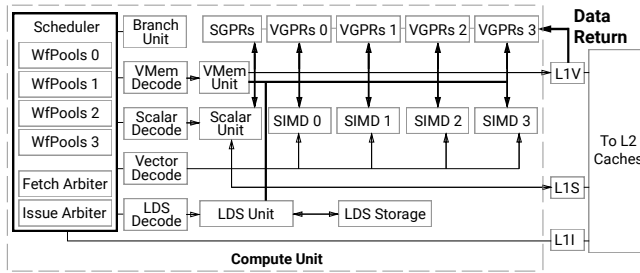 Scheduler
WfPools 0
WfPools 1
WfPools 2
WfPools 3
Fetch Arbiter
Issue Arbiter
Branch
Unit
VMem
Decode
Scalar
Decode
Vector
Decode
LDS
Decode
VMem
Unit
Scalar
Unit
LDS Unit
LDS Storage
SGPRs
VGPRs 0
VGPRs 1
VGPRs 2
VGPRs 3
SIMD 0
SIMD 1
SIMD 2
SIMD 3
Data
Return
L1V
L1S
L1I
To L2
Caches
Compute Unit